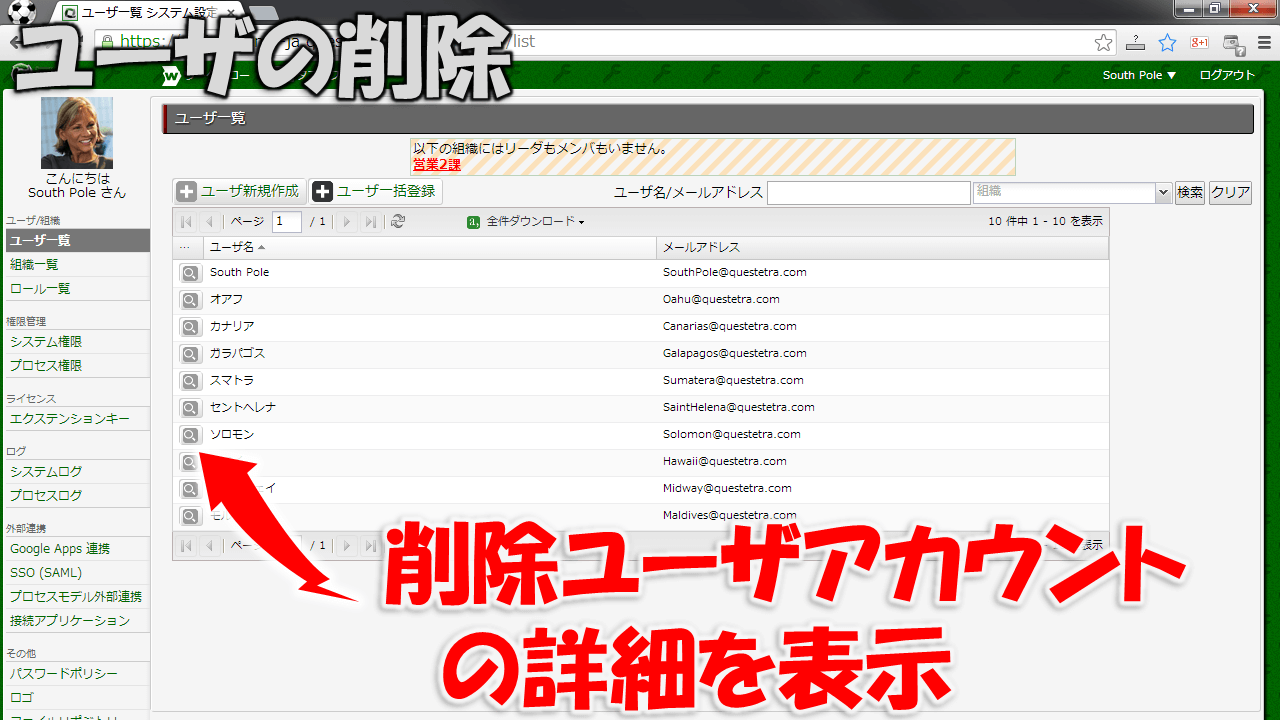 ユーザ一覧 システム設定
ユーザの削除
https:
list
South Pole ▼ ログアウト
こんにちは
South Pole さん
ユーザ/組織
ユーザ一覧
組織一覧
ロール一覧
権限管理
システム権限
プロセス権限
ライセンス
エクステンションキー
ログ
システムログ
プロセスログ
外部連携
Google Apps 連携
SSO (SAML)
プロセスモデル外部連携
接続アプリケーション
その他
パスワードポリシー
ロゴ
ユーザ一覧
以下の組織にはリーダもメンバもいません。
営業2課
ユーザ新規作成 ユーザ一括登録 ユーザ名/メールアドレス 組織 検索 クリア
ページ 1 / 1 全件ダウンロード 10 件中 1 - 10 を表示
... ユーザ名 メールアドレス
South Pole SouthPole@questetra.com
オアフ Oahu@questetra.com
カナリア Canarias@questetra.com
ガラパゴス Galapagos@questetra.com
スマトラ Sumatera@questetra.com
セントヘレナ SaintHelena@questetra.com
ソロモン Solomon@questetra.com
Hawaii@questetra.com
Midway@questetra.com
Maldives@questetra.com
/ 1 表示
削除ユーザアカウント
の詳細を表示